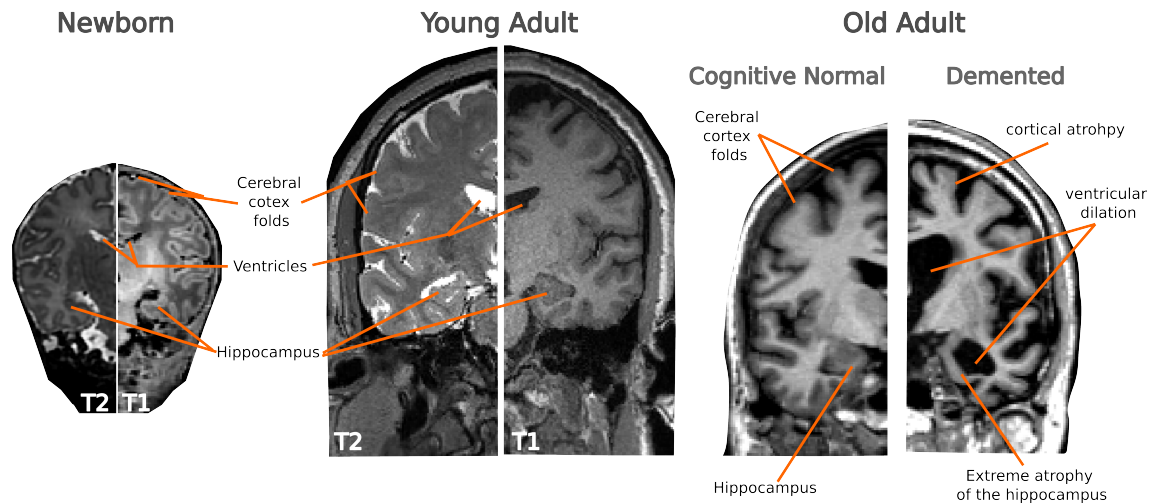 Newborn
Young Adult
Old Adult
Cognitive Normal
Demented
Cerebral
cotex
folds
Ventricles
Hippocampus
T2
T1
T2
T1
Cerebral
cortex
folds
Hippocampus
cortical atrohpy
ventricular
dilation
Extreme atrophy
of the hippocampus